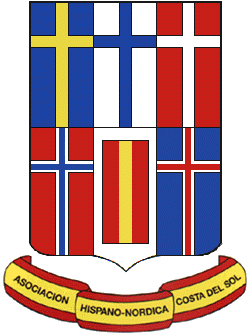 ASOCIACION
HISPANO-NORDICA
COSTA DEL SOL